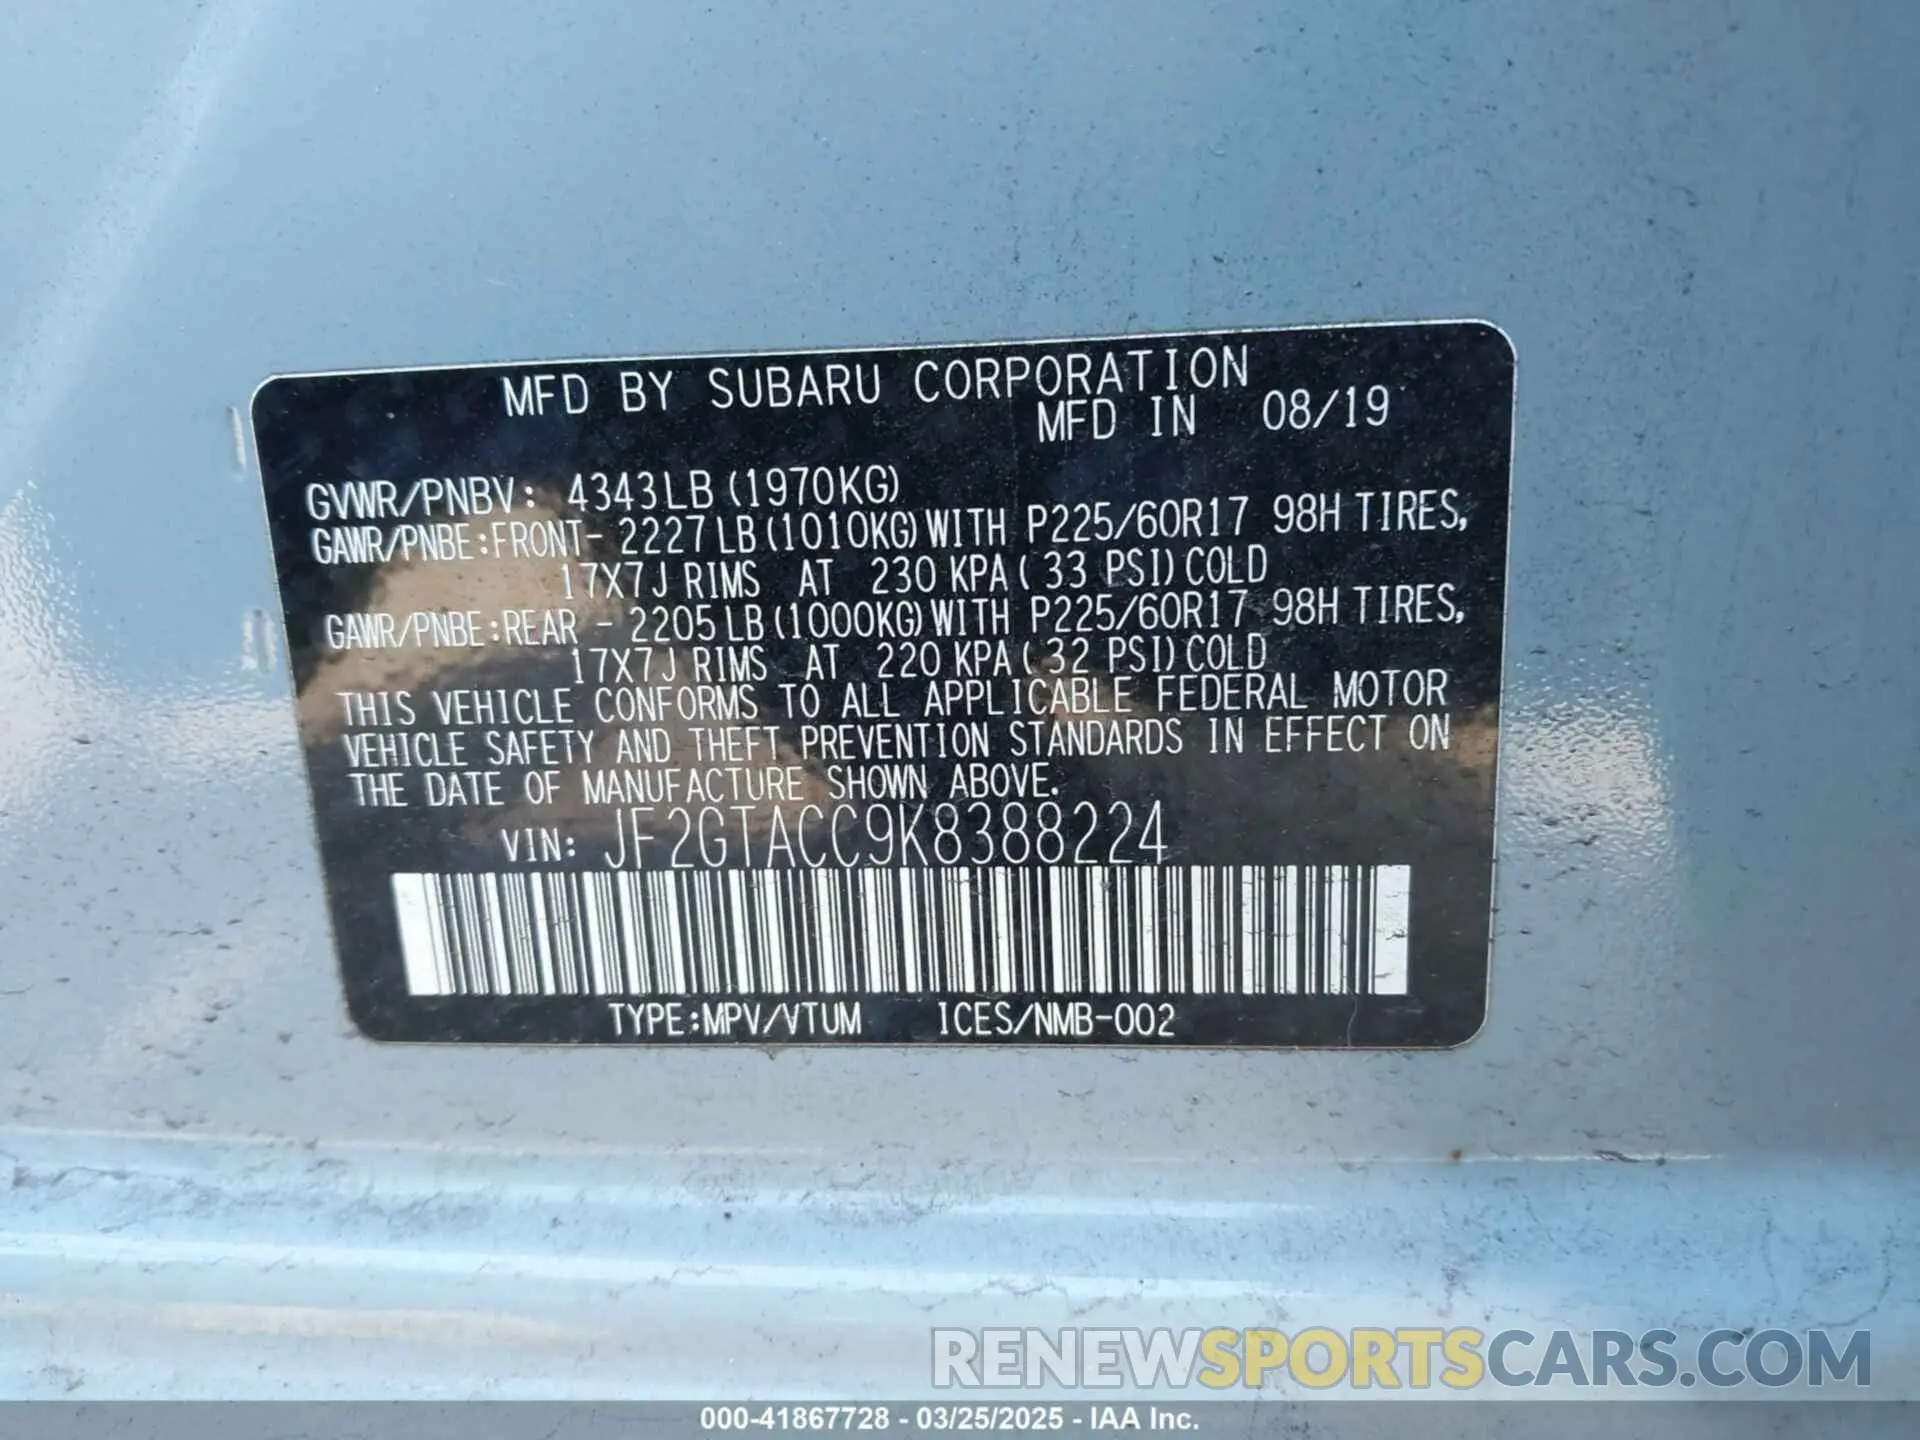 MFD BY SUBARU CORPORATION
MFD IN 08/19
GVWR/PNBV: 4343LB (1970KG)
GAWR/PNBE:FRONT- 2227LB(1010KG)WITH P225/60R17 98H TIRES,
17X7J RIMS AT 230 KPA( 33 PSI)COLD
GAWR/PNBE:REAR - 2205LB(1000KG)WITH P225/60R17 98H TIRES,
17X7J RIMS AT 220 KPA( 32 PSI)COLD
THIS VEHICLE CONFORMS TO ALL APPLICABLE FEDERAL MOTOR
VEHICLE SAFETY AND THEFT PREVENTION STANDARDS IN EFFECT ON
THE DATE OF MANUFACTURE SHOWN ABOVE.
VIN: JF2GTACC9K8388224
TYPE:MPV/VTUM ICES/NMB-002
RENEWSPORTSCARS.COM
000-41867728 - 03/25/2025 - IAA Inc.